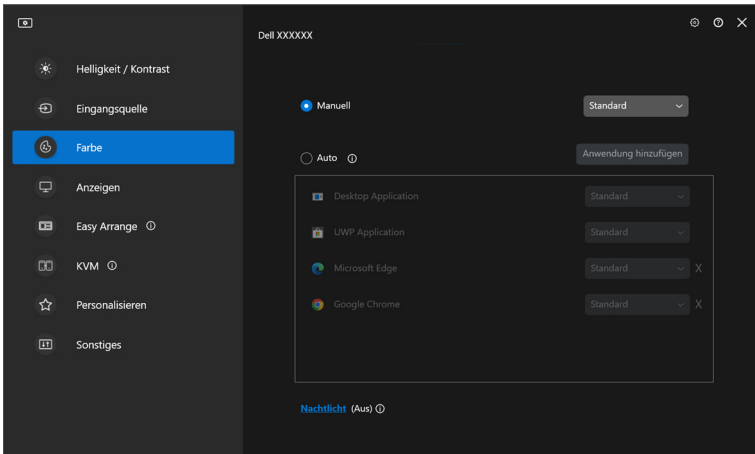 Dell XXXXXX
Helligkeit / Kontrast
Eingangsquelle
Farbe
Anzeigen
Easy Arrange
KVM
Personalisieren
Sonstiges
Manuell
Standard
Auto
Anwendung hinzufügen
Desktop Application
Standard
UWP Application
Standard
Microsoft Edge
Standard
X
Google Chrome
Standard
X
Nachtlicht (Aus)